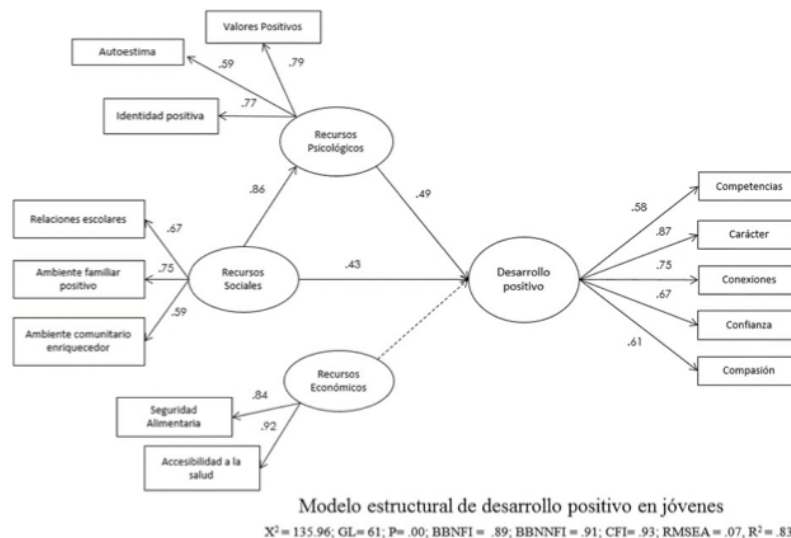 Valores Positivos
Autoestima
.59
.79
Identidad positiva
.77
Recursos
Psicológicos
.86
.49
Relaciones escolares
.67
Ambiente familiar
positivo
.75
Recursos
Sociales
.43
Ambiente comunitario
enriquecedor
.59
Desarrollo
positivo
Competencias
.58
Carácter
.87
Conexiones
.75
Confianza
.67
Compasión
.61
Recursos
Económicos
Seguridad
Alimentaria
.84
Accesibilidad a la
salud
.92
Modelo estructural de desarrollo positivo en jóvenes
X² = 135.96; GL= 61; P= .00; BBNFI = .89; BBNNFI = .91; CFI= .93; RMSEA = .07, R² = .83